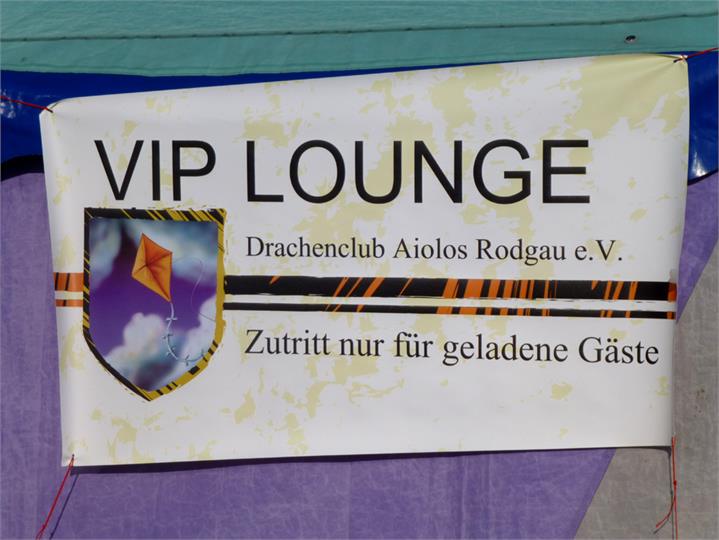 VIP LOUNGE
Drachenclub Aiolos Rodgau e.V.
Zutritt nur für geladene Gäste